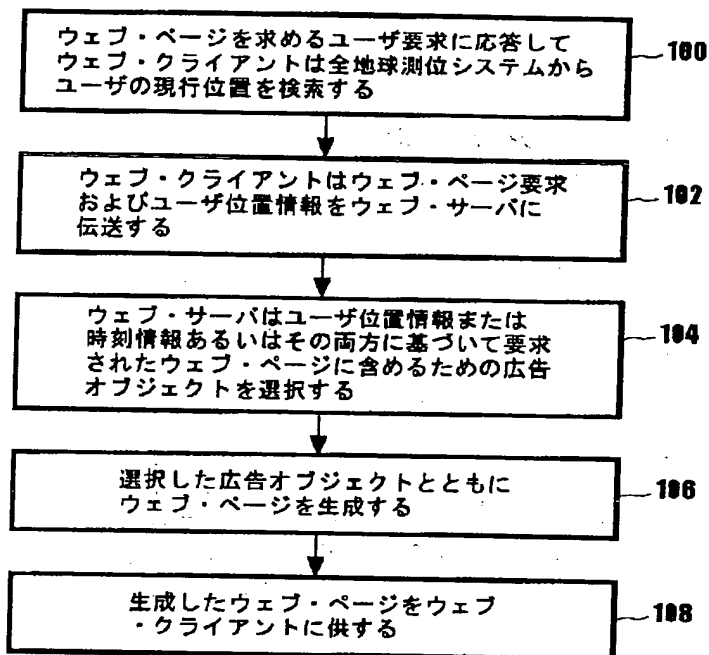 ウェブ・ページを求めるユーザ要求に応答して
ウェブ・クライアントは全地球測位システムから
ユーザの現行位置を検索する
100
ウェブ・クライアントはウェブ・ページ要求
およびユーザ位置情報をウェブ・サーバに
伝送する
102
ウェブ・サーバはユーザ位置情報または
時刻情報あるいはその両方に基づいて要求
されたウェブ・ページに含めるための広告
オブジェクトを選択する
104
選択した広告オブジェクトとともに
ウェブ・ページを生成する
106
生成したウェブ・ページをウェブ
・クライアントに供する
108